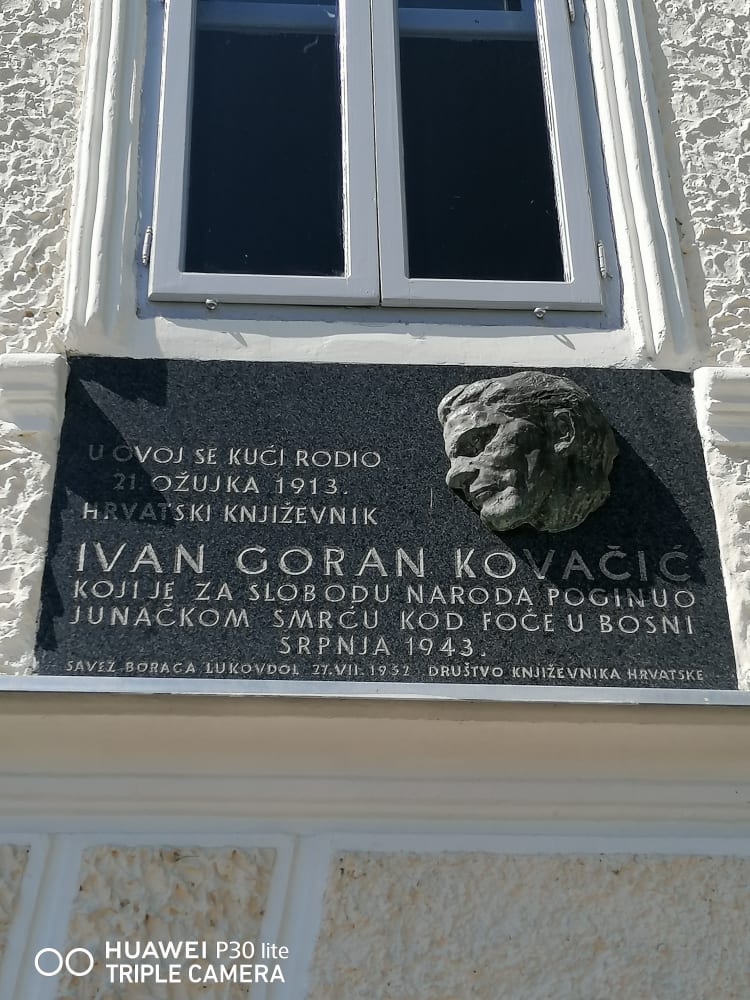 U OVOJ SE KUĆI RODIO
21. OŽUJKA 1913.
HRVATSKI KNJIŽEVNIK
IVAN GORAN KOVAČIĆ
KOJI JE ZA SLOBODU NARODA POGINUO
JUNAČKOM SMRĆU KOD FOČE U BOSNI
SRPNJA 1943.
SAVEZ BORACA LUKOVDOL 27.VII.1952. DRUŠTVO KNJIŽEVNIKA HRVATSKE
HUAWEI P30 lite
TRIPLE CAMERA